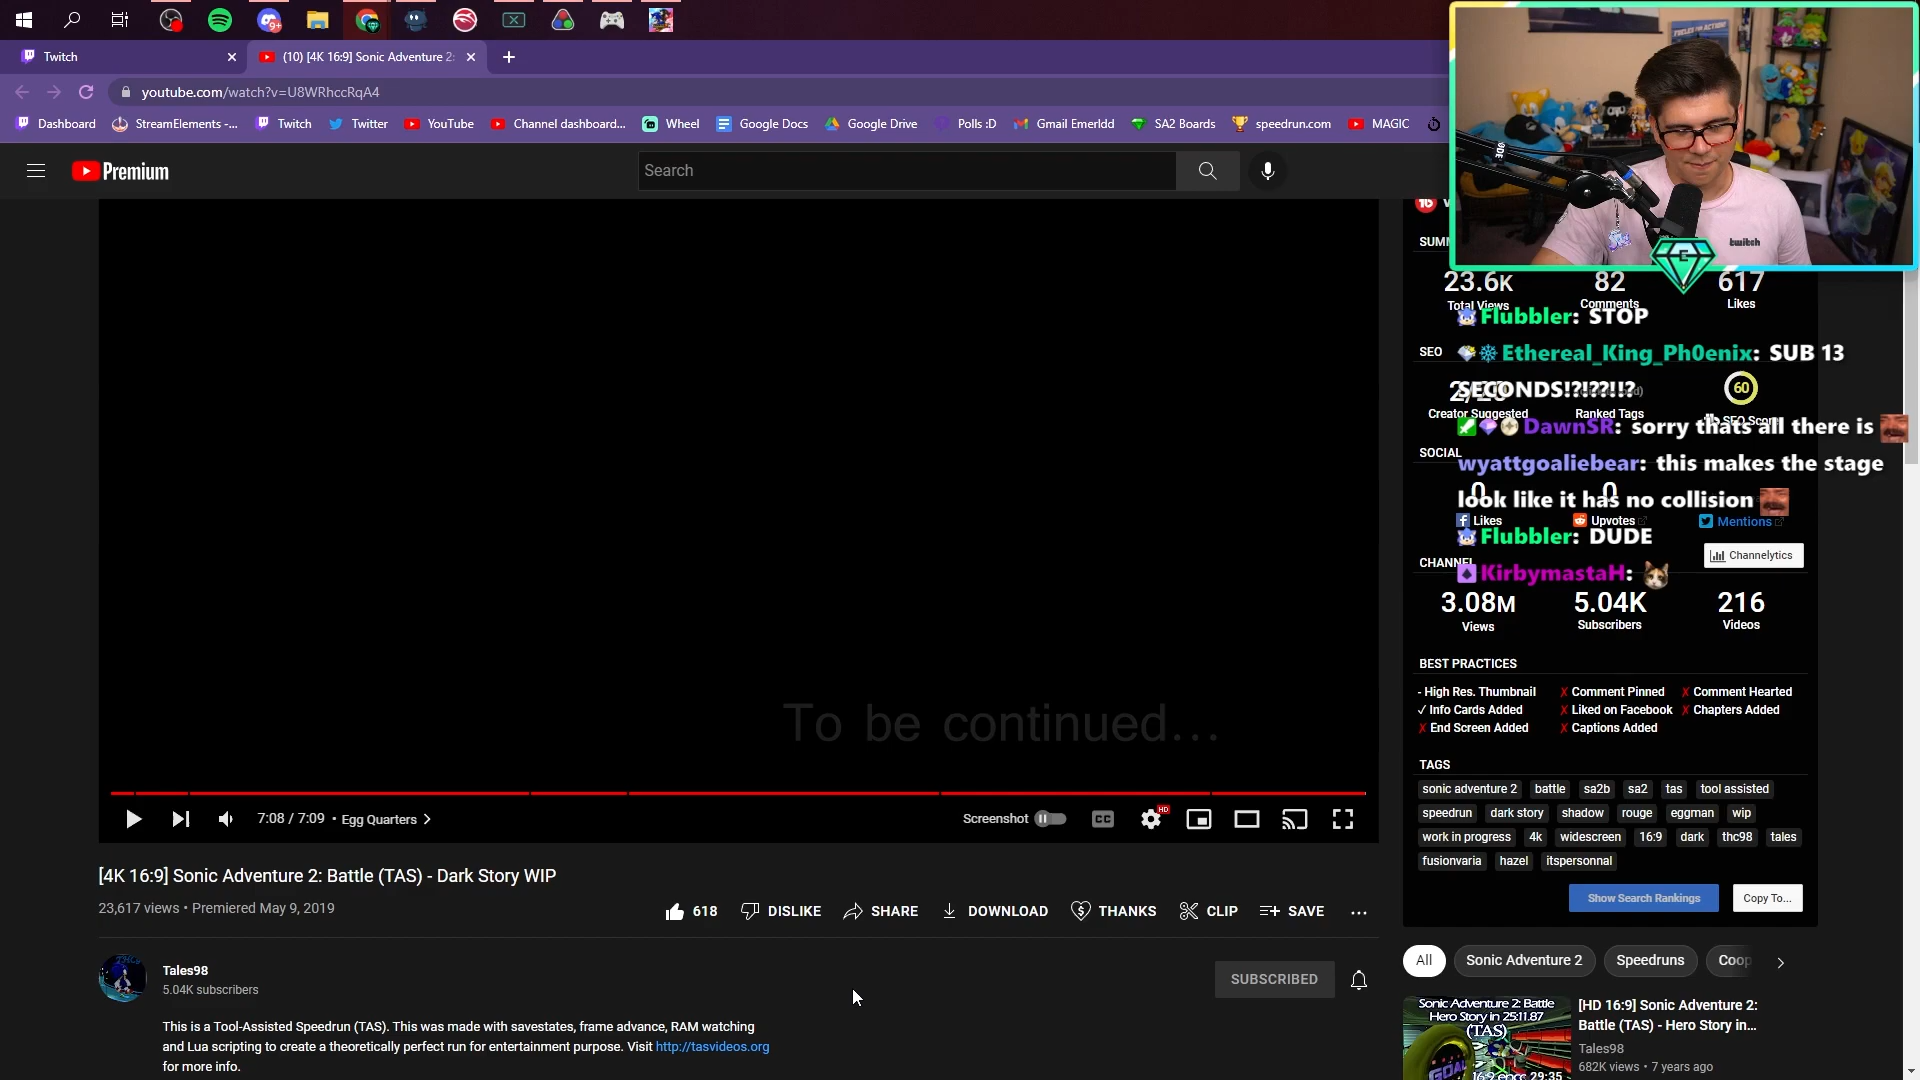 9+
Twitch
(10) [4K 16:9] Sonic Adventure 2:
youtube.com/watch?v=U8WRhccRqA4
Dashboard
StreamElements -...
Twitch
Twitter
YouTube
Channel dashboard...
Wheel
Google Docs
Google Drive
Polls :D
Gmail Emerldd
SA2 Boards
speedrun.com
MAGIC
Premium
Search
twitch
SUMM
23.6K
82
617
Total Views
Comments
Likes
Flubbler: STOP
SEO
Ethereal_King_Ph0enix: SUB 13
SECONDS!?!??!!?
60
Creator Suggested
Ranked Tags
SEO Score
DawnSR: sorry thats all there is
SOCIAL
wyattgoaliebear: this makes the stage
look like it has no collision
0
0
Likes
Upvotes
Mentions
Flubbler: DUDE
Channelytics
CHANNEL
KirbymastaH:
3.08M
5.04K
216
Views
Subscribers
Videos
BEST PRACTICES
- High Res. Thumbnail
✗ Comment Pinned
✗ Comment Hearted
✓ Info Cards Added
✗ Liked on Facebook
✗ Chapters Added
✗ End Screen Added
✗ Captions Added
TAGS
sonic adventure 2
battle
sa2b
sa2
tas
tool assisted
speedrun
dark story
shadow
rouge
eggman
wip
work in progress
4k
widescreen
16:9
dark
thc98
tales
fusionvaria
hazel
itspersonnal
Show Search Rankings
Copy To...
To be continued...
7:08 / 7:09 • Egg Quarters
Screenshot
CC
HD
[4K 16:9] Sonic Adventure 2: Battle (TAS) - Dark Story WIP
23,617 views • Premiered May 9, 2019
618
DISLIKE
SHARE
DOWNLOAD
THANKS
CLIP
SAVE
Tales98
5.04K subscribers
SUBSCRIBED
This is a Tool-Assisted Speedrun (TAS). This was made with savestates, frame advance, RAM watching
and Lua scripting to create a theoretically perfect run for entertainment purpose. Visit http://tasvideos.org
for more info.
All
Sonic Adventure 2
Speedruns
Coop
Sonic Adventure 2: Battle
Hero Story in 25:11.87
(TAS)
GOAL
29:35
[HD 16:9] Sonic Adventure 2:
Battle (TAS) - Hero Story in...
Tales98
682K views • 7 years ago